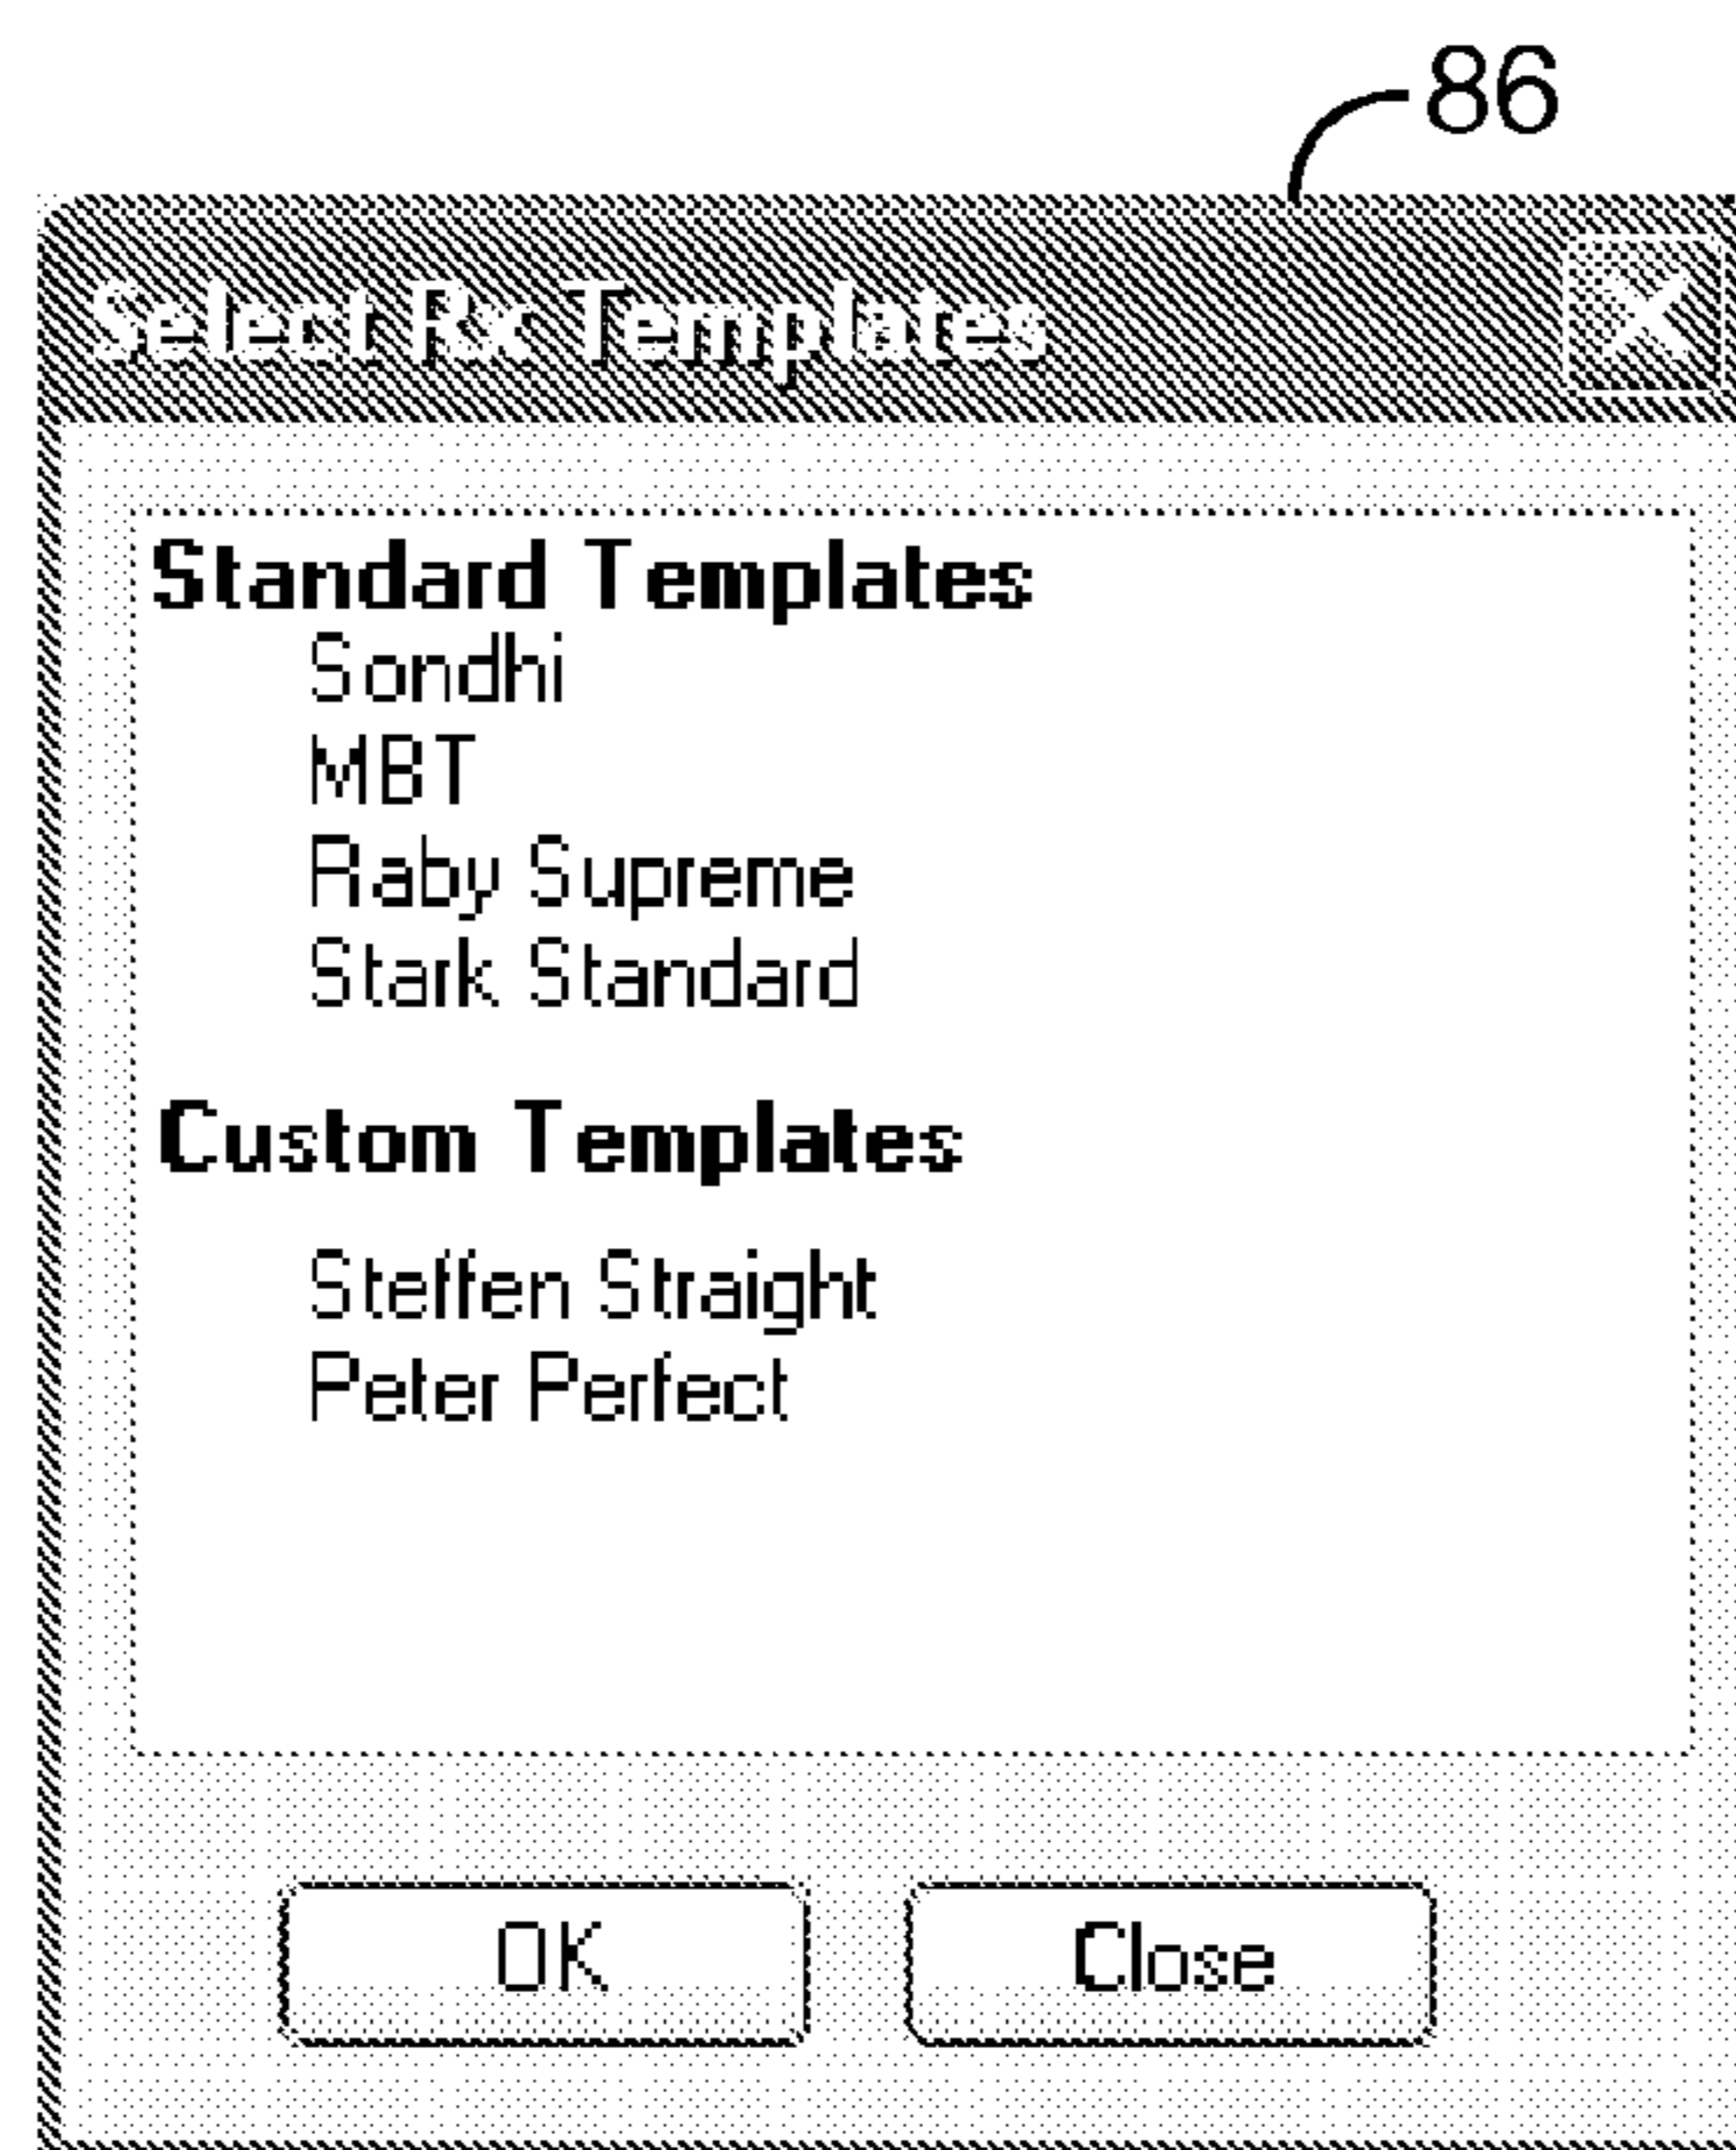 86
Select Rx Templates
Standard Templates
Sondhi
MBT
Raby Supreme
Stark Standard
Custom Templates
Steffen Straight
Peter Perfect
OK Close